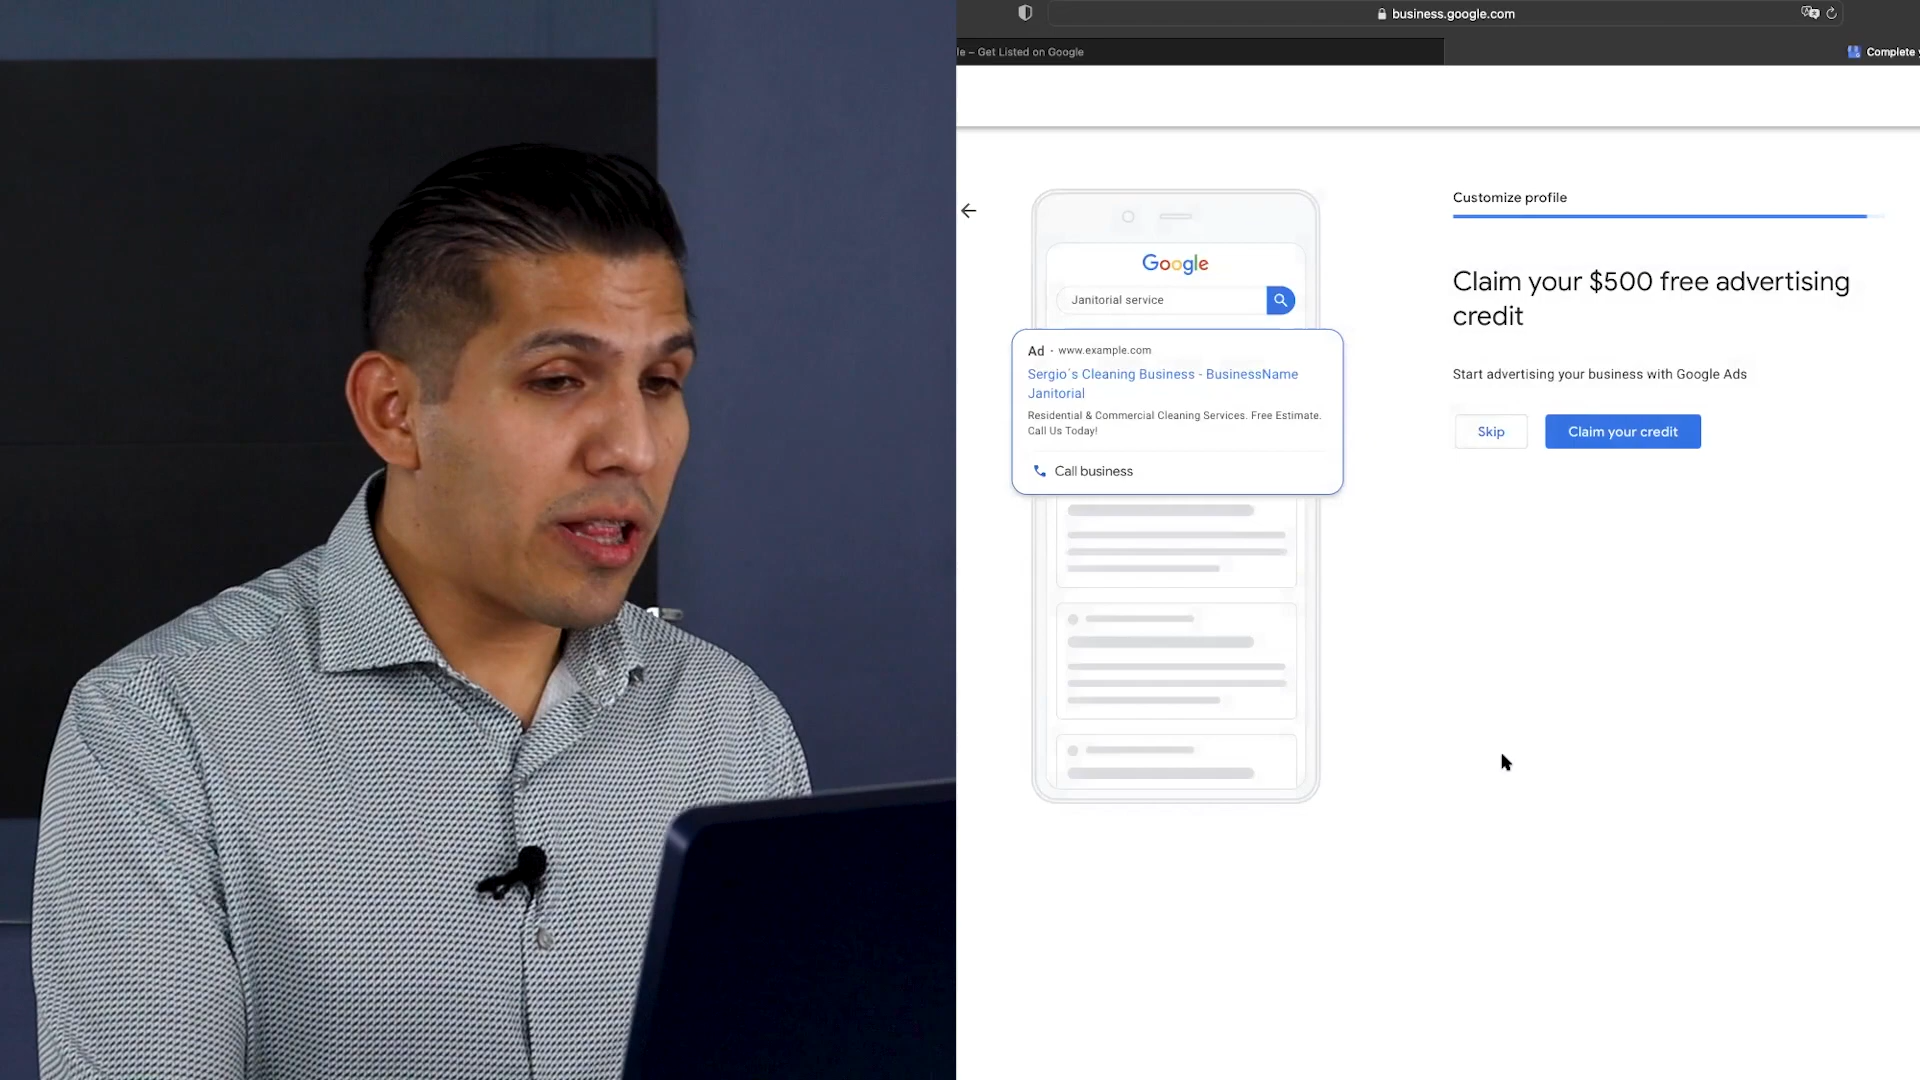 business.google.com
le – Get Listed on Google
Complete
Customize profile
Google
Janitorial service
Claim your $500 free advertising
credit
Ad · www.example.com
Sergio´s Cleaning Business - BusinessName
Janitorial
Residential & Commercial Cleaning Services. Free Estimate.
Call Us Today!
Call business
Start advertising your business with Google Ads
Skip
Claim your credit